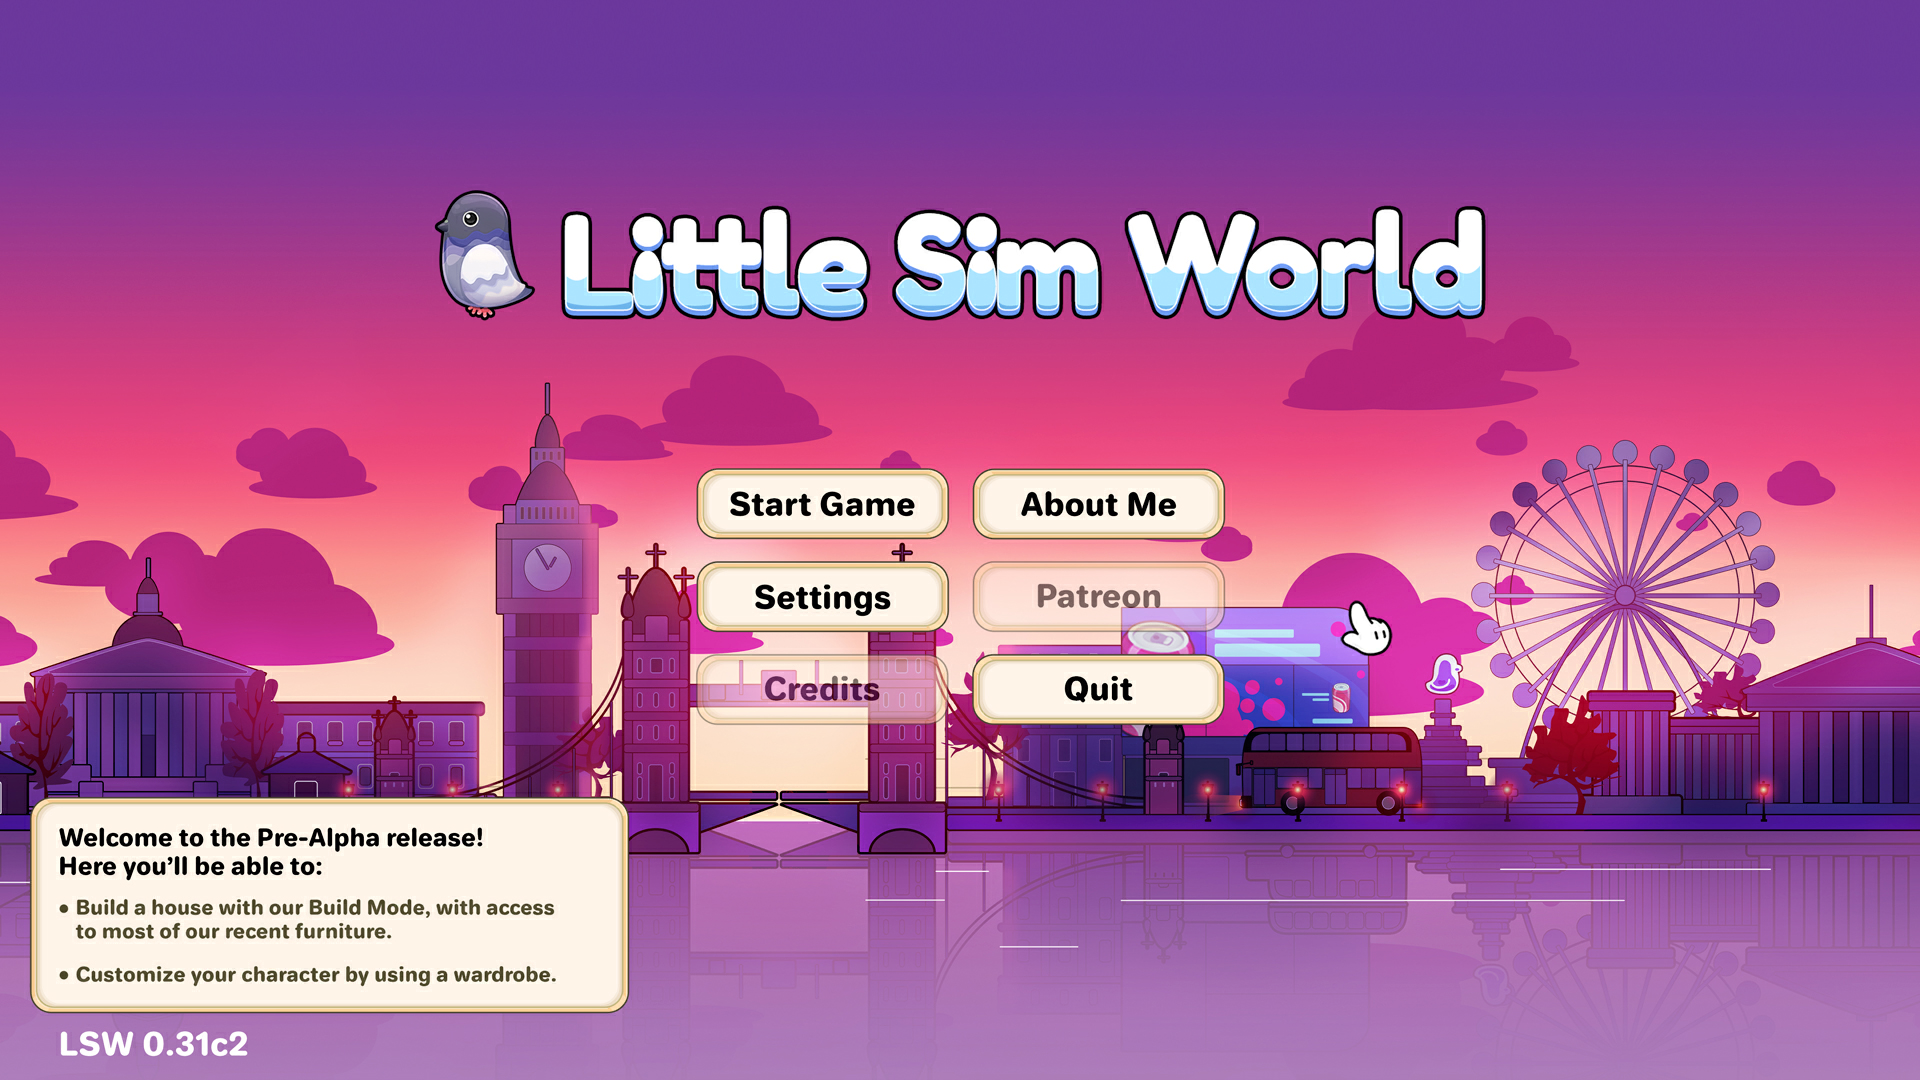 Little Sim World
Start Game
About Me
Settings
Patreon
Credits
Quit
Welcome to the Pre-Alpha release!
Here you'll be able to:
• Build a house with our Build Mode, with access
to most of our recent furniture.
• Customize your character by using a wardrobe.
LSW 0.31c2